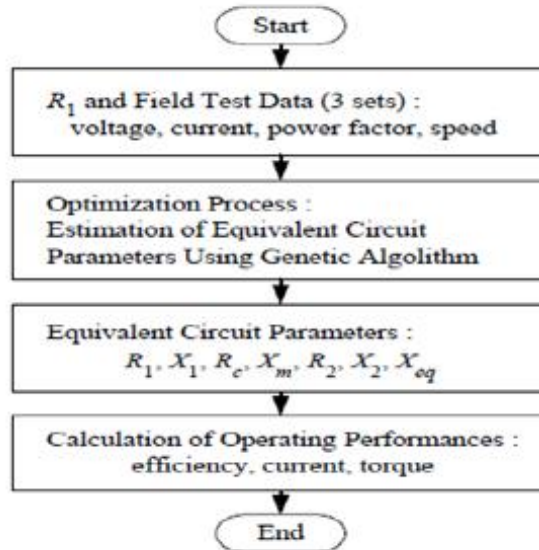 Start
R1 and Field Test Data (3 sets) :
voltage, current, power factor, speed
Optimization Process :
Estimation of Equivalent Circuit
Parameters Using Genetic Algolithm
Equivalent Circuit Parameters :
R1, X1, Rc, Xm, R2, X2, Xeq
Calculation of Operating Performances :
efficiency, current, torque
End